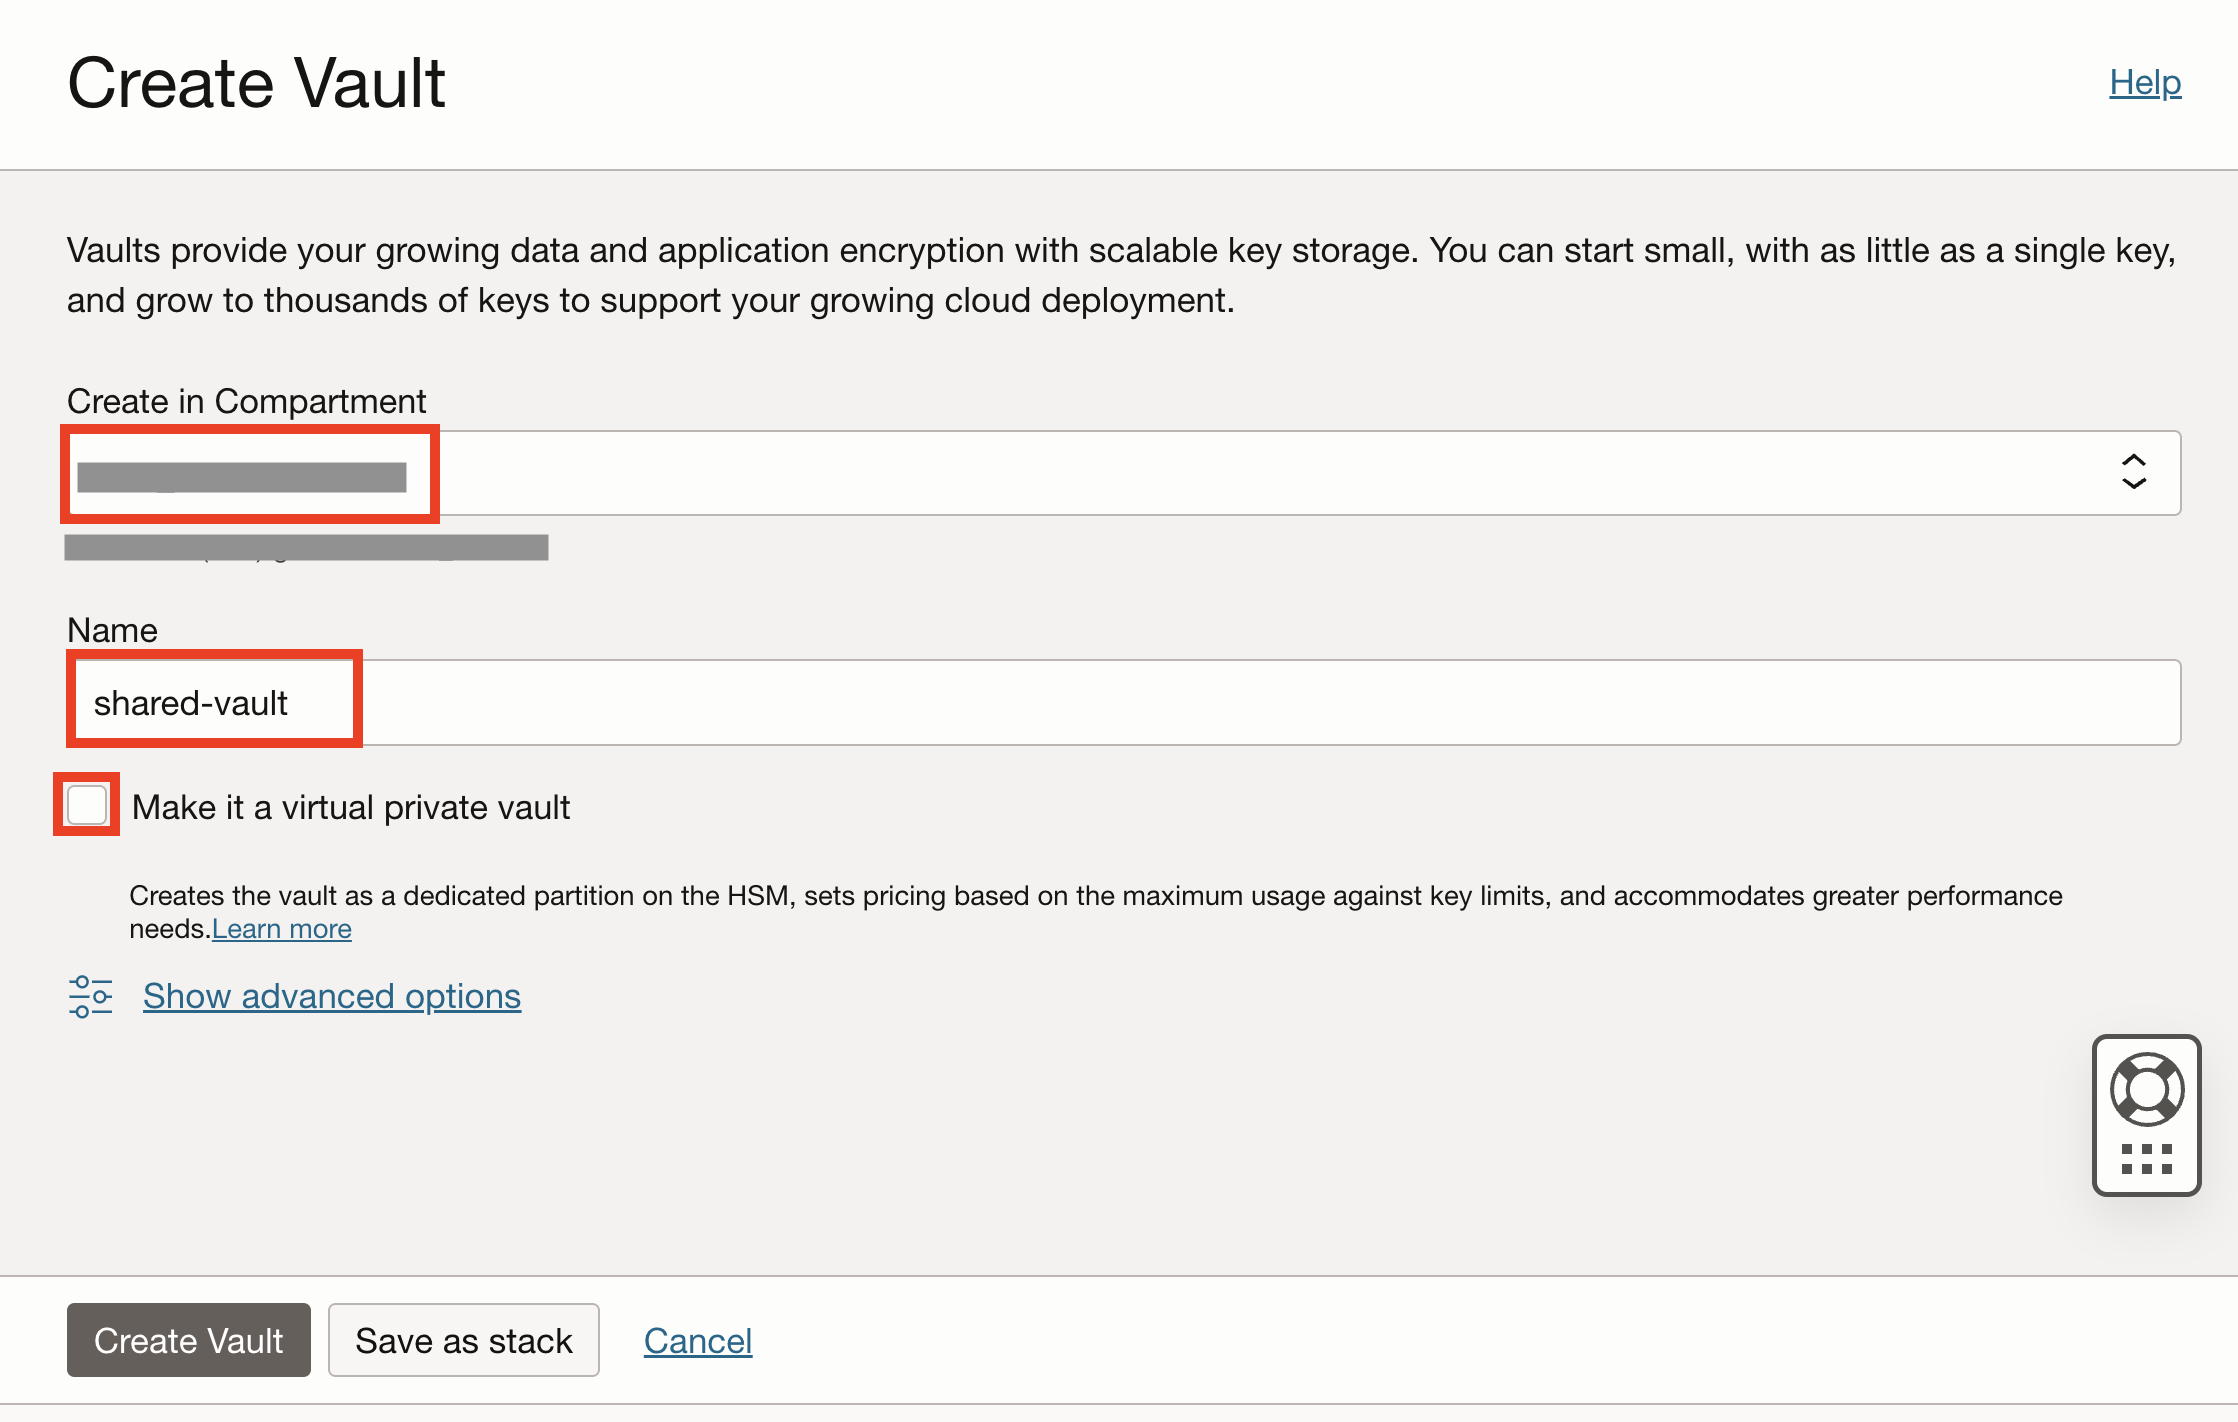 Create Vault
Help
Vaults provide your growing data and application encryption with scalable key storage. You can start small, with as little as a single key,
and grow to thousands of keys to support your growing cloud deployment.
Create in Compartment
Name
shared-vault
Make it a virtual private vault
Creates the vault as a dedicated partition on the HSM, sets pricing based on the maximum usage against key limits, and accommodates greater performance
needs.Learn more
Show advanced options
Create Vault
Save as stack
Cancel